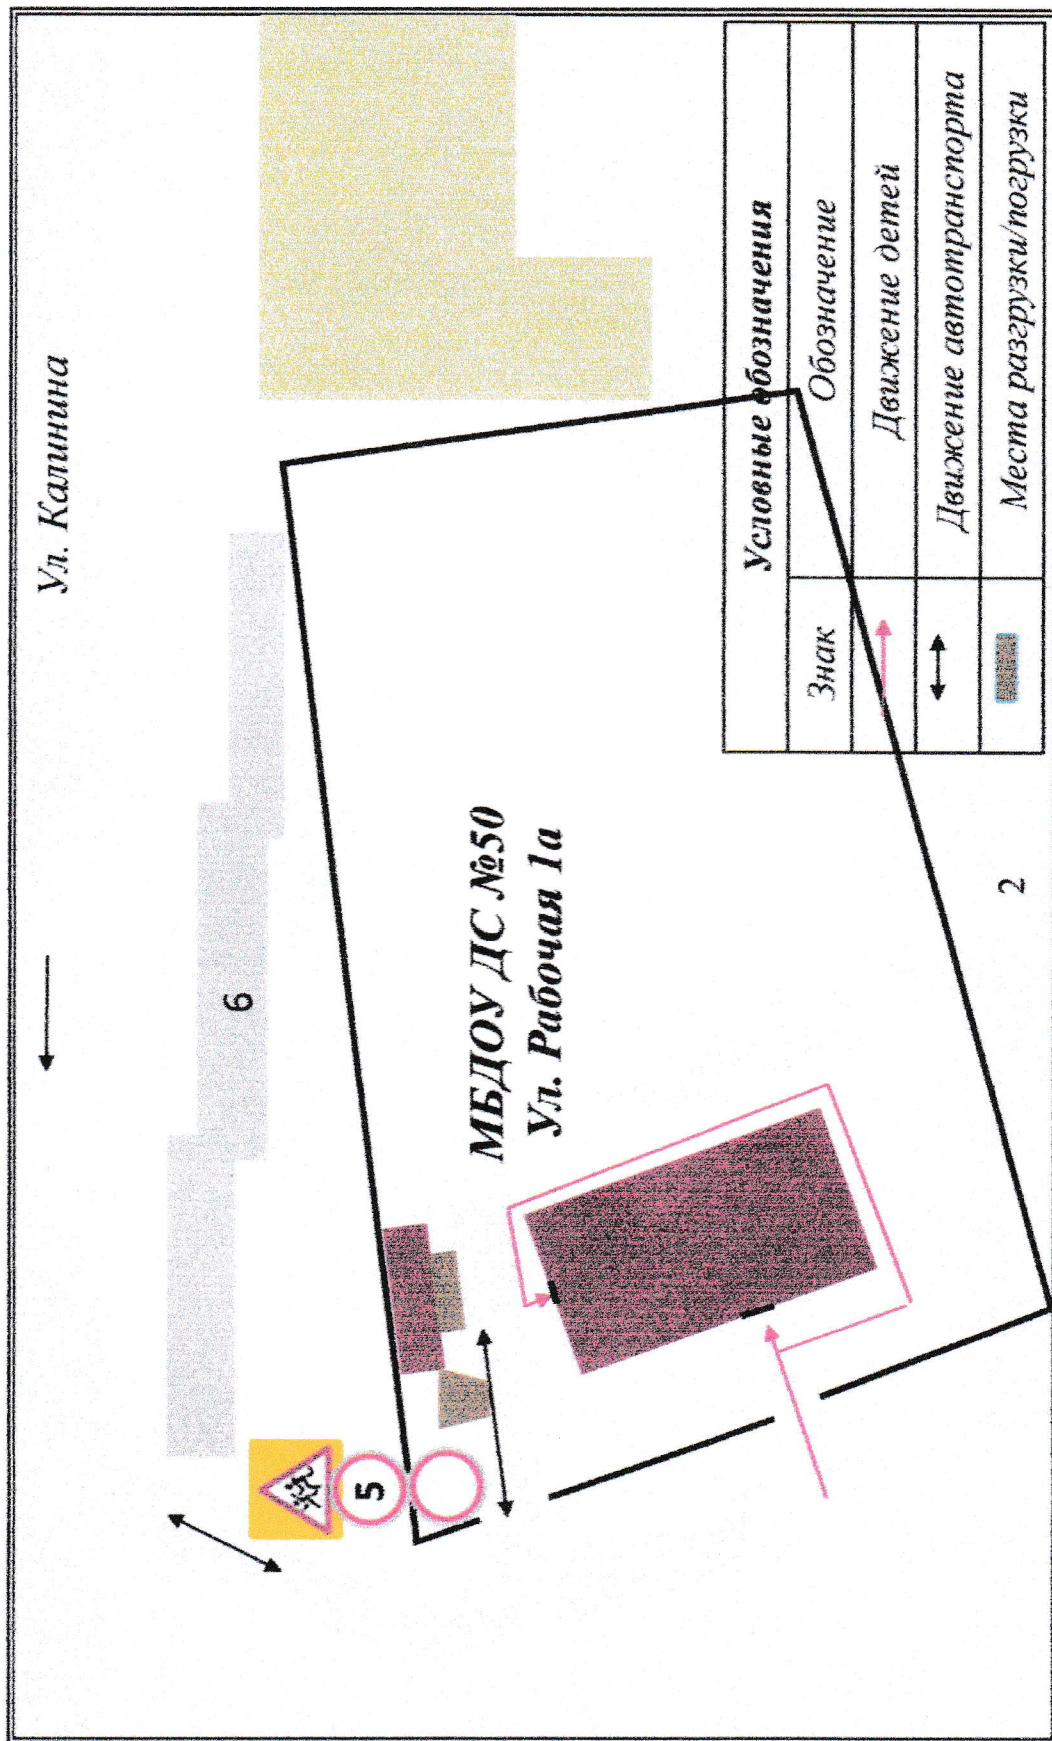 Ул. Калинина
6
5
МБДОУ ДС №50
Ул. Рабочая 1а
Условные обозначения
Знак Обозначение
Движение детей
Движение автотранспорта
Места разгрузки/погрузки
2